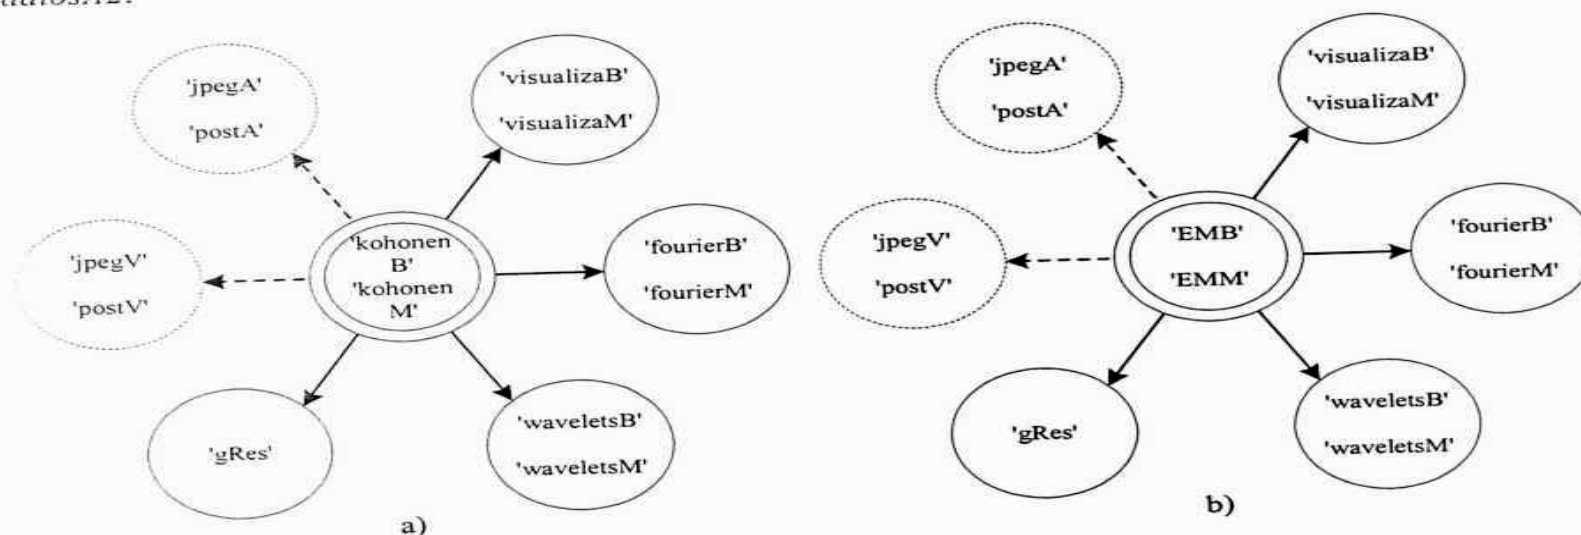 'jpegA'
'postA'
'visualizaB'
'visualizaM'
'jpegV'
'postV'
'kohonen
B'
'kohonen
M'
'fourierB'
'fourierM'
'gRes'
'waveletsB'
'waveletsM'
a)
'jpegA'
'postA'
'visualizaB'
'visualizaM'
'jpegV'
'postV'
'EMB'
'EMM'
'fourierB'
'fourierM'
'gRes'
'waveletsB'
'waveletsM'
b)